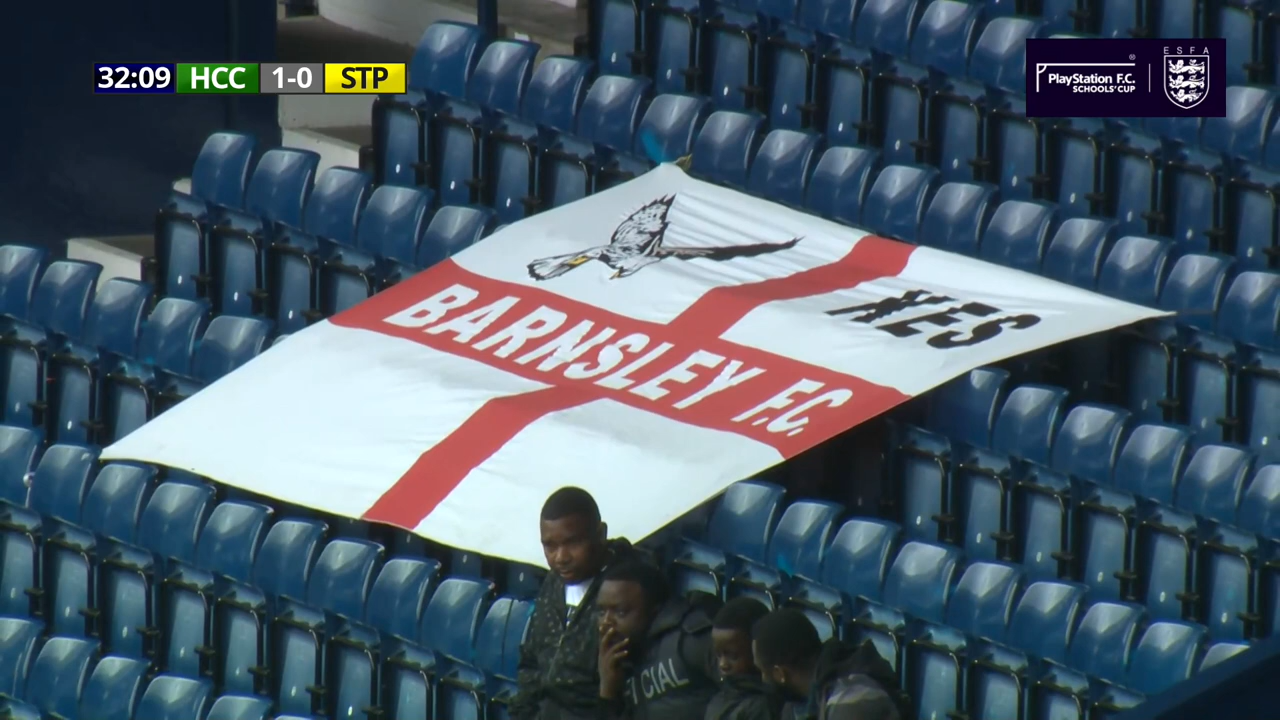 32:09 HCC 1-0 STP
PlayStation F.C.
SCHOOLS' CUP
ESFA
KES
BARNSLEY F.C.
CIAL